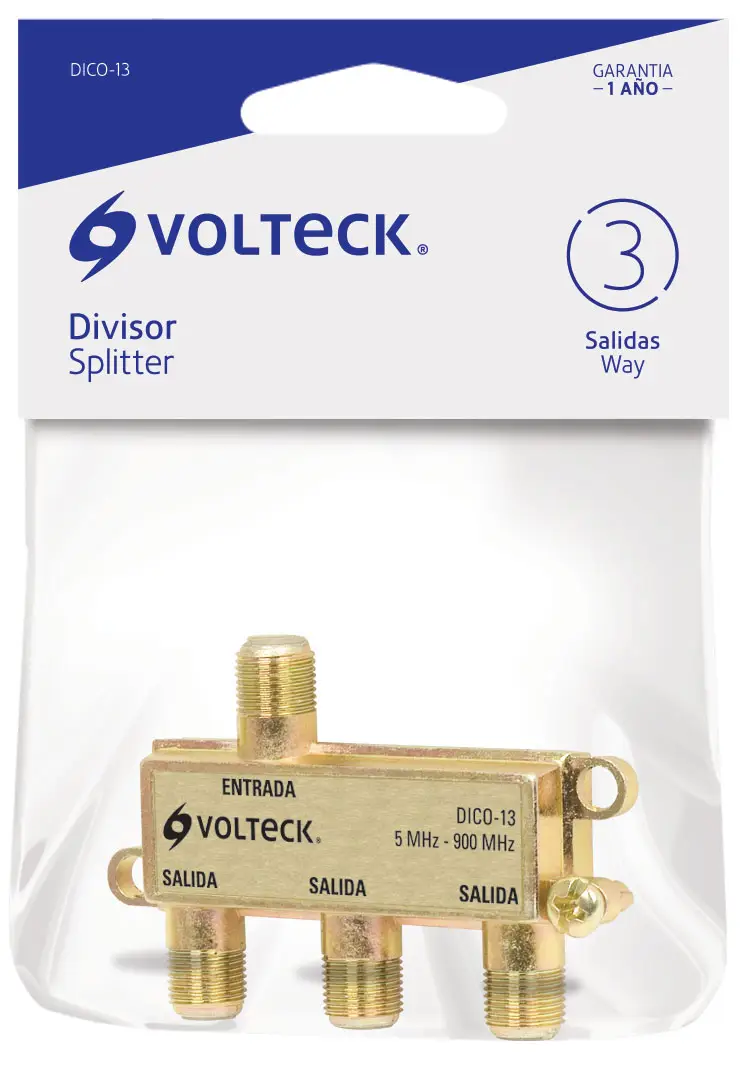 DICO-13
GARANTIA
– 1 AÑO –
VOLTECK®
3
Divisor
Splitter
Salidas
Way
ENTRADA
VOLTECK®
DICO-13
5 MHz - 900 MHz
SALIDA
SALIDA
SALIDA